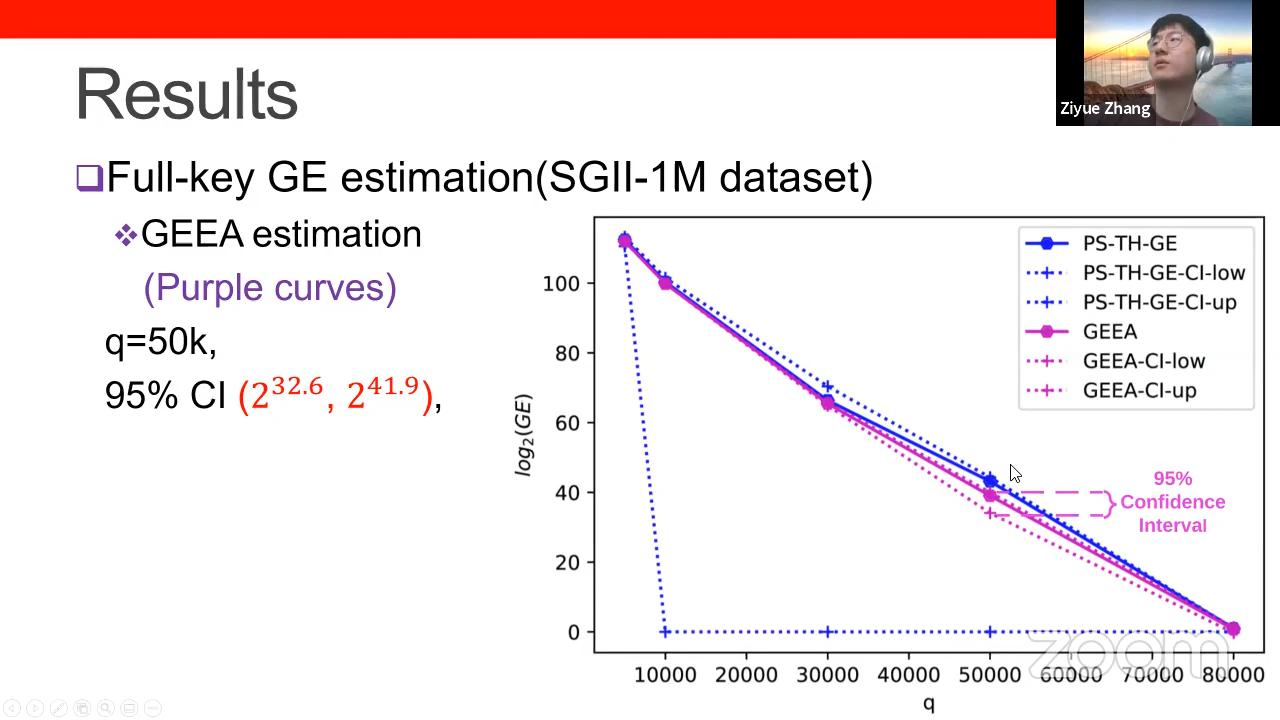 Results
Ziyue Zhang
❑Full-key GE estimation(SGII-1M dataset)
❖GEEA estimation
(Purple curves)
q=50k,
95% CI (2^32.6, 2^41.9),
PS-TH-GE
PS-TH-GE-CI-low
PS-TH-GE-CI-up
GEEA
GEEA-CI-low
GEEA-CI-up
100
80
60
40
20
0
log2(GE)
95%
Confidence
Interval
10000 20000 30000 40000 50000 60000 70000 80000
q
zoom